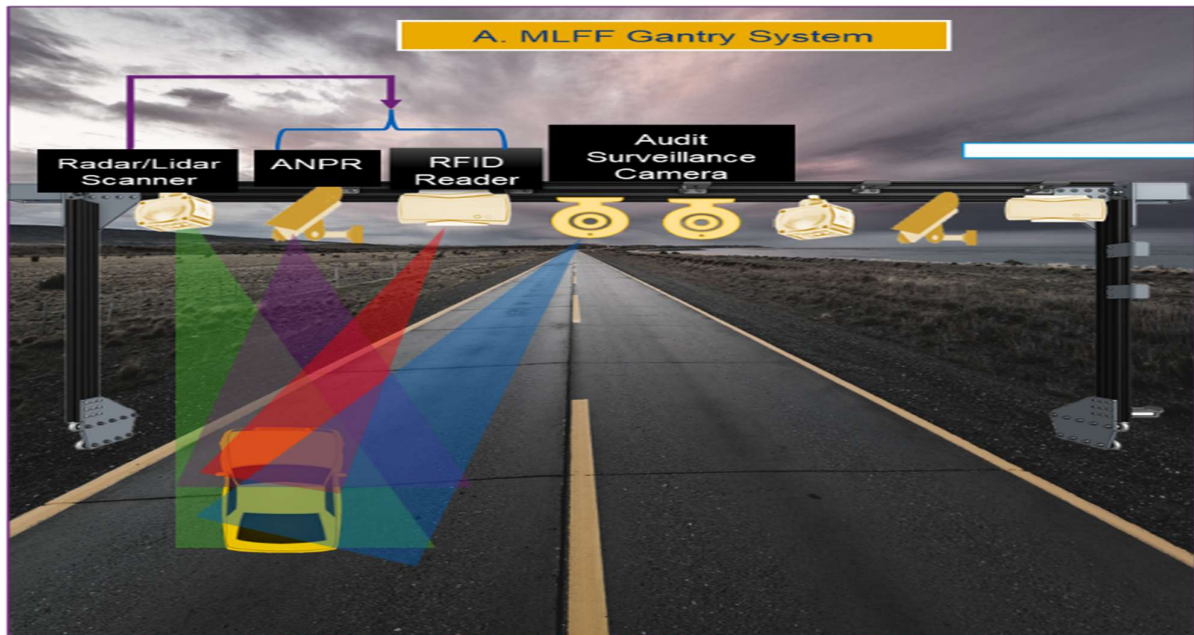 A. MLFF Gantry System
Radar/Lidar
Scanner
ANPR
RFID
Reader
Audit
Surveillance
Camera